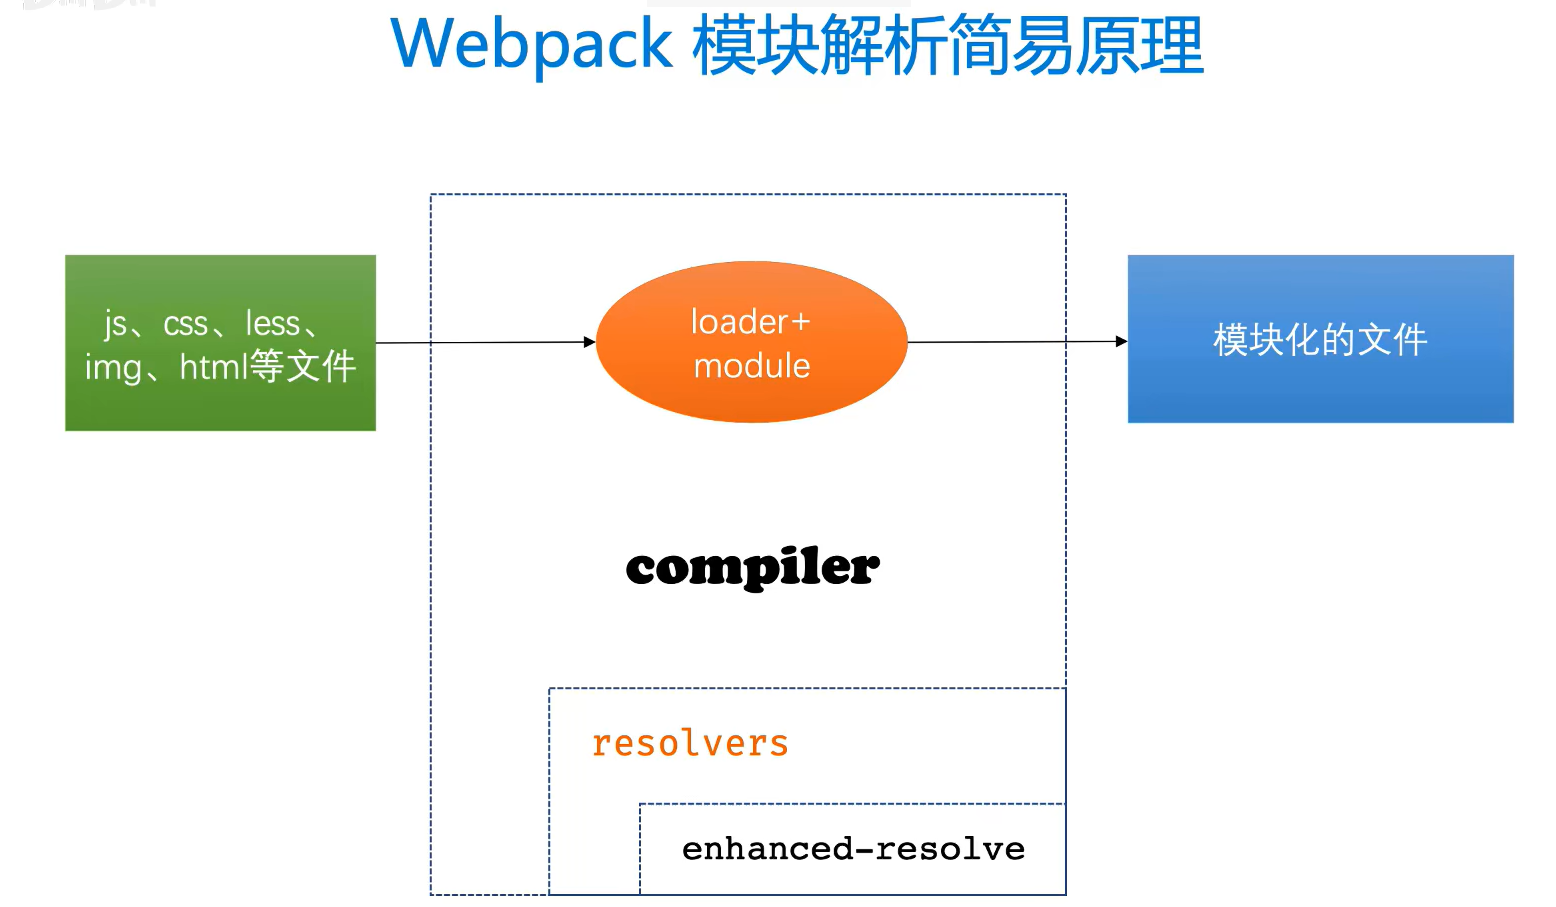 Webpack 模块解析简易原理
js、css、less、
img、html等文件
loader+
module
模块化的文件
compiler
resolvers
enhanced-resolve